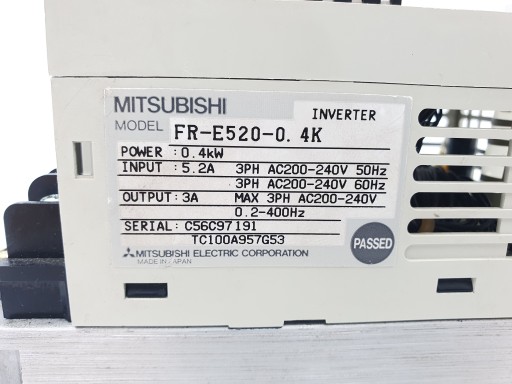 MITSUBISHI
INVERTER
MODEL FR-E520-0.4K
POWER :0.4kW
INPUT :5.2A 3PH AC200-240V 50Hz
3PH AC200-240V 60Hz
OUTPUT:3A MAX 3PH AC200-240V
0.2-400Hz
SERIAL: C56C97191
TC100A957G53
PASSED
MITSUBISHI ELECTRIC CORPORATION
MADE IN JAPAN